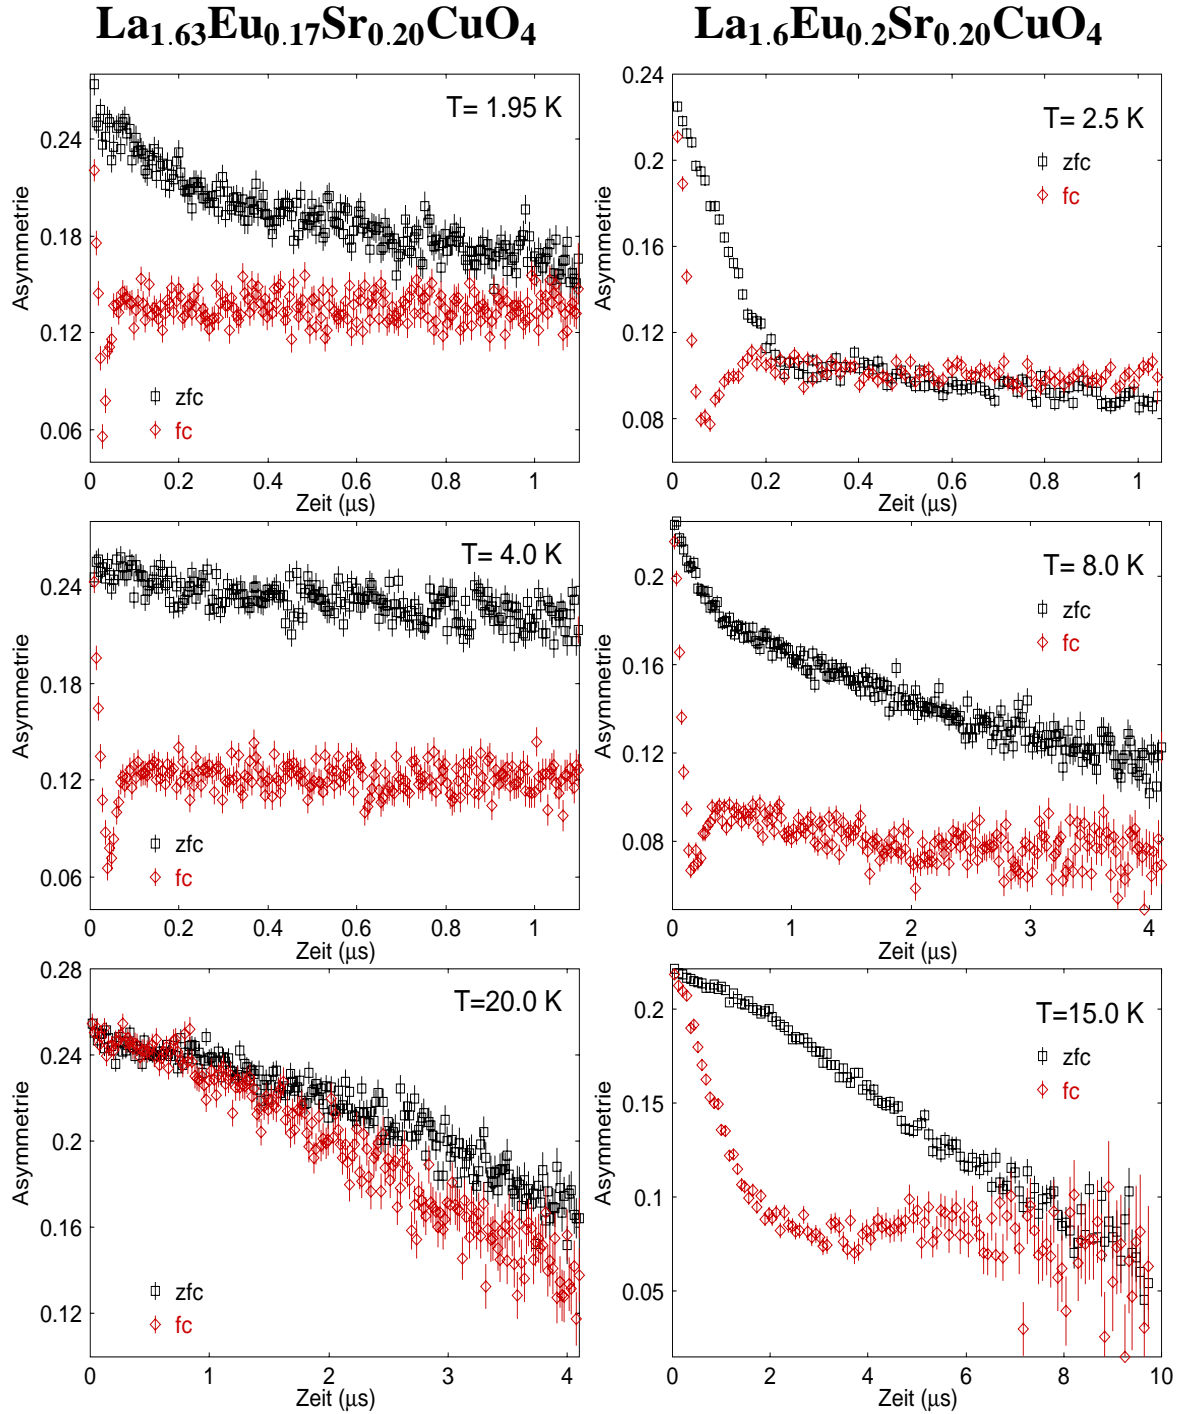 La1.63Eu0.17Sr0.20CuO4
La1.6Eu0.2Sr0.20CuO4
T= 1.95 K
Asymmetrie
0.24
0.18
0.12
0.06
zfc
fc
0 0.2 0.4 0.6 0.8 1
Zeit (μs)
T= 2.5 K
zfc
fc
Asymmetrie
0.24
0.2
0.16
0.12
0.08
0 0.2 0.4 0.6 0.8 1
Zeit (μs)
T= 4.0 K
Asymmetrie
0.24
0.18
0.12
0.06
zfc
fc
0 0.2 0.4 0.6 0.8 1
Zeit (μs)
T= 8.0 K
zfc
fc
Asymmetrie
0.2
0.16
0.12
0.08
0 1 2 3 4
Zeit (μs)
T=20.0 K
Asymmetrie
0.28
0.24
0.2
0.16
0.12
zfc
fc
0 1 2 3 4
Zeit (μs)
T=15.0 K
zfc
fc
Asymmetrie
0.2
0.15
0.1
0.05
0 2 4 6 8 10
Zeit (μs)